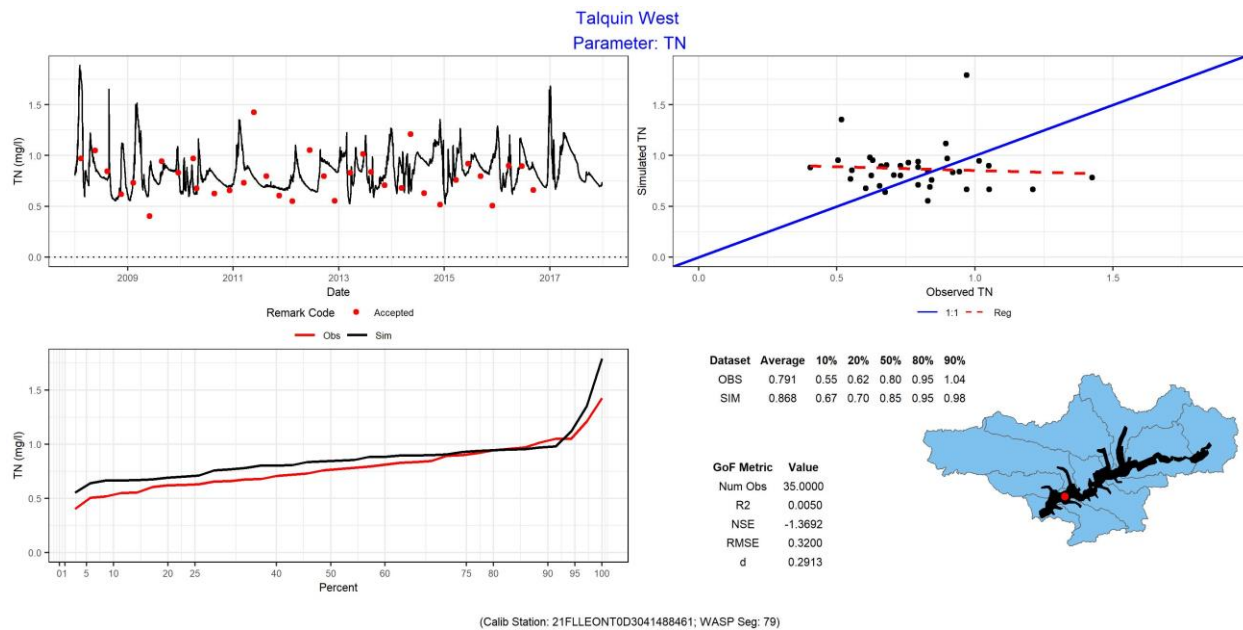 Talquin West
Parameter: TN
TN (mg/l)
1.5
1.0
0.5
0.0
2009 2011 2013 2015 2017
Date
Remark Code Accepted
Simulated TN
1.5
1.0
0.5
0.0
0.0 0.5 1.0 1.5
Observed TN
1:1 Reg
Obs Sim
TN (mg/l)
1.5
1.0
0.5
0.0
0 1 5 10 20 25 40 50 60 75 80 90 95 100
Percent
Dataset Average 10% 20% 50% 80% 90%
OBS 0.791 0.55 0.62 0.80 0.95 1.04
SIM 0.868 0.67 0.70 0.85 0.95 0.98
GoF Metric Value
Num Obs 35.0000
R2 0.0050
NSE -1.3692
RMSE 0.3200
d 0.2913
(Calib Station: 21FLLEONT0D3041488461; WASP Seg: 79)